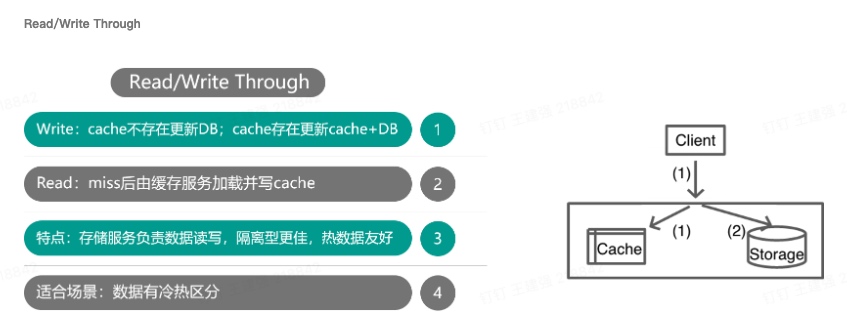 Read/Write Through
Read/Write Through
Write：cache不存在更新DB；cache存在更新cache+DB
1
Read：miss后由缓存服务加载并写cache
2
特点：存储服务负责数据读写，隔离型更佳，热数据友好
3
适合场景：数据有冷热区分
4
Client
(1)
(1)
(2)
Cache
Storage